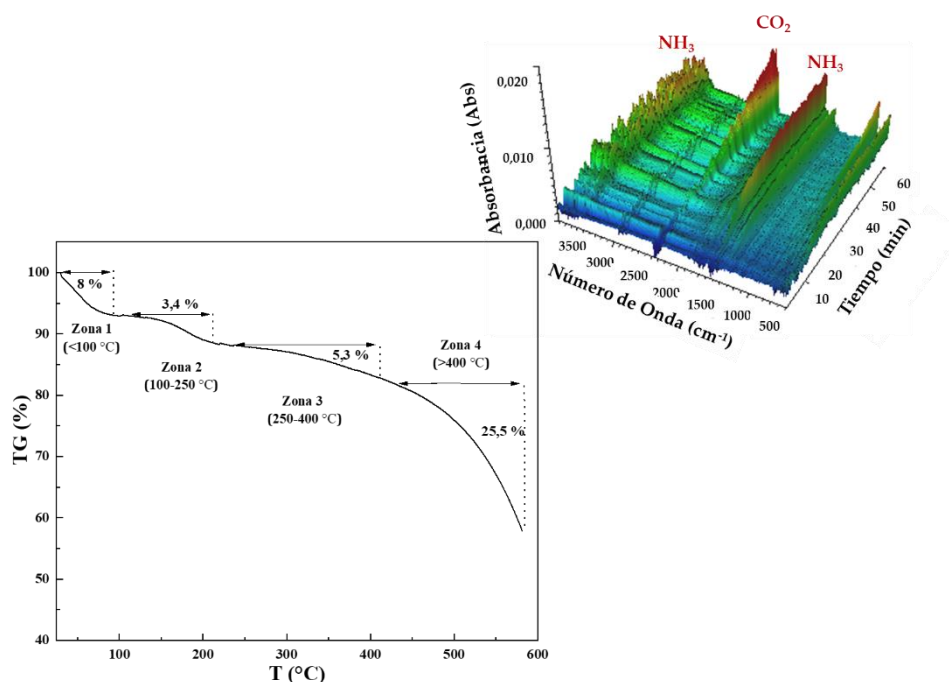 NH3
CO2
NH3
0,020
0,010
0,000
Absorbancia (Abs)
3500
3000
2500
2000
1500
1000
500
Número de Onda (cm-1)
10
20
30
40
50
60
Tiempo (min)
100
90
80
70
60
50
40
TG (%)
8 %
Zona 1
(<100 °C)
3,4 %
Zona 2
(100-250 °C)
5,3 %
Zona 3
(250-400 °C)
Zona 4
(>400 °C)
25,5 %
100
200
300
400
500
600
T (°C)